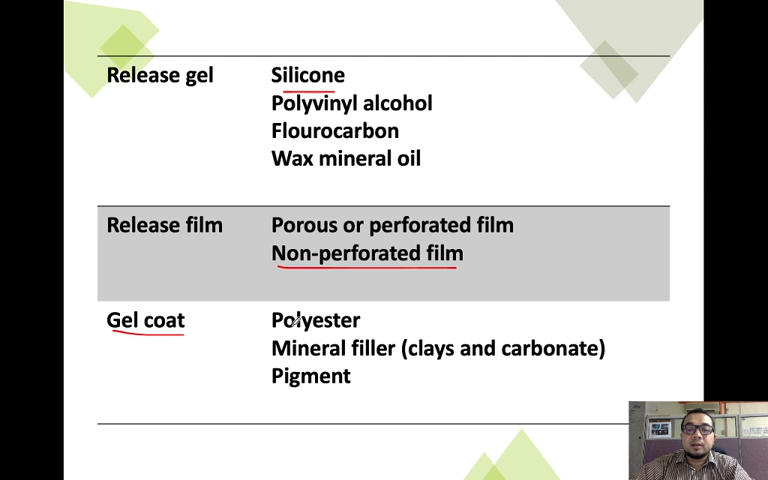 Release gel
Silicone
Polyvinyl alcohol
Flourocarbon
Wax mineral oil
Release film
Porous or perforated film
Non-perforated film
Gel coat
Polyester
Mineral filler (clays and carbonate)
Pigment